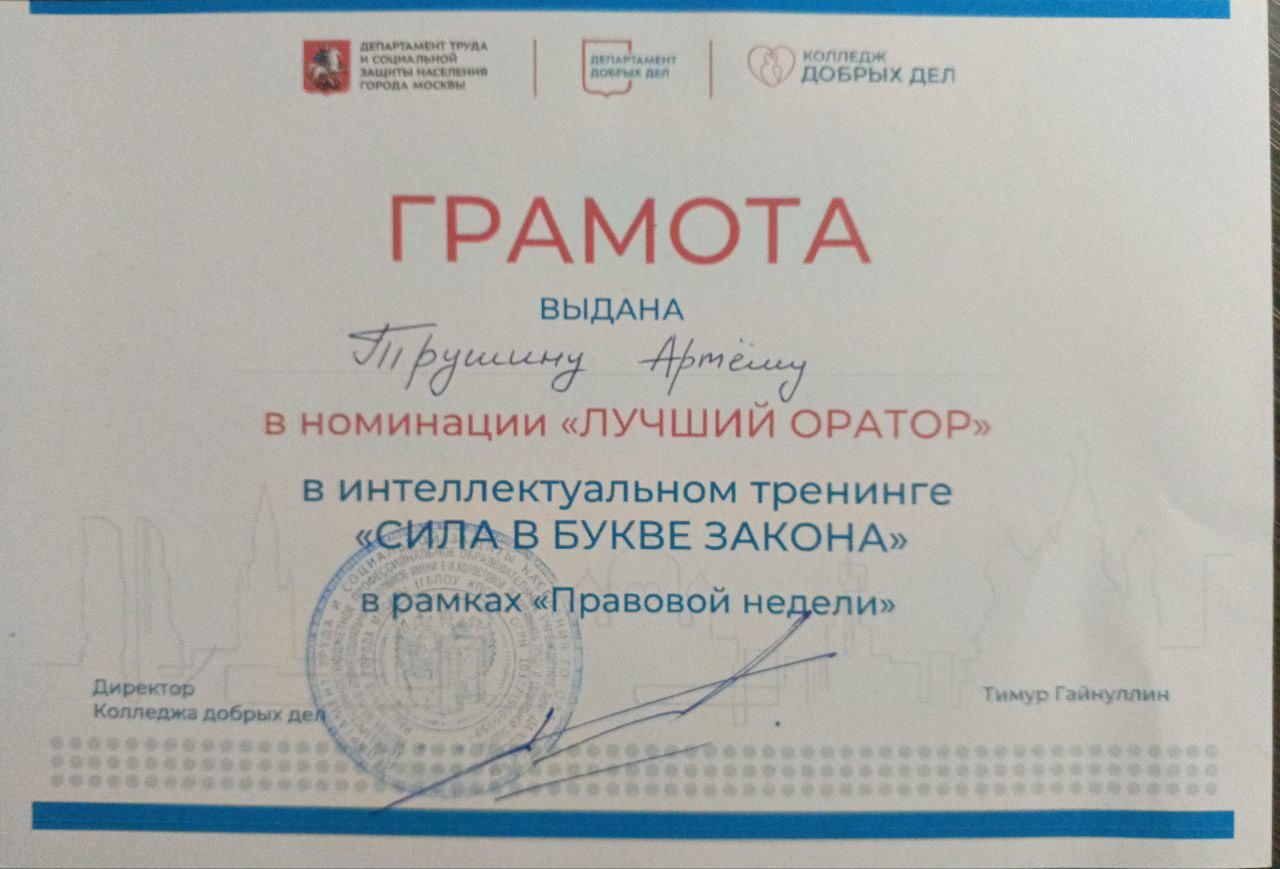 ДЕПАРТАМЕНТ ТРУДА
И СОЦИАЛЬНОЙ
ЗАЩИТЫ НАСЕЛЕНИЯ
ГОРОДА МОСКВЫ
ДЕПАРТАМЕНТ
ДОБРЫХ ДЕЛ
КОЛЛЕДЖ
ДОБРЫХ ДЕЛ
ГРАМОТА
ВЫДАНА
Трушину Артёму
в номинации «ЛУЧШИЙ ОРАТОР»
в интеллектуальном тренинге
«СИЛА В БУКВЕ ЗАКОНА»
в рамках «Правовой недели»
Директор
Колледжа добрых дел
Тимур Гайнуллин